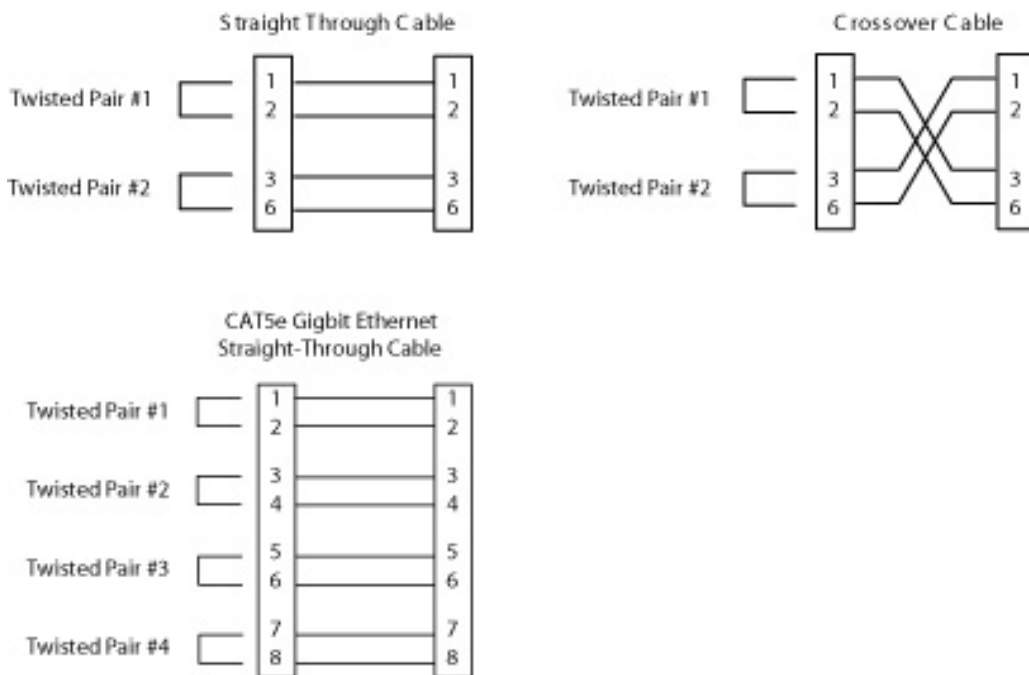 Straight Through Cable
Twisted Pair #1
1
2
1
2
Twisted Pair #2
3
6
3
6
Crossover Cable
Twisted Pair #1
1
2
1
2
Twisted Pair #2
3
6
3
6
CAT5e Gigbit Ethernet
Straight-Through Cable
Twisted Pair #1
1
2
1
2
Twisted Pair #2
3
4
3
4
Twisted Pair #3
5
6
5
6
Twisted Pair #4
7
8
7
8